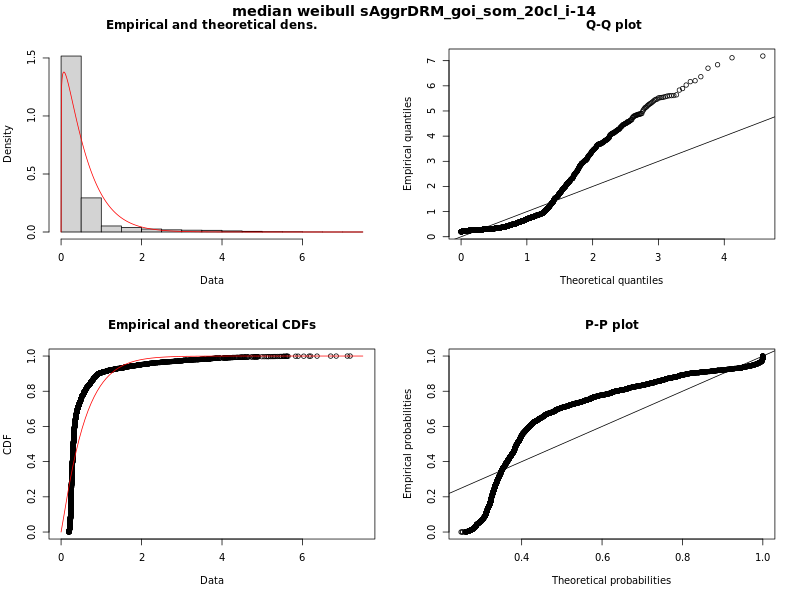 median weibull sAggrDRM_goi_som_20cl_i-14
Empirical and theoretical dens.
Density
0.0 0.5 1.0 1.5
0 2 4 6
Data
Q-Q plot
Empirical quantiles
0 1 2 3 4 5 6 7
0 1 2 3 4
Theoretical quantiles
Empirical and theoretical CDFs
CDF
0.0 0.2 0.4 0.6 0.8 1.0
0 2 4 6
Data
P-P plot
Empirical probabilities
0.0 0.2 0.4 0.6 0.8 1.0
0.4 0.6 0.8 1.0
Theoretical probabilities